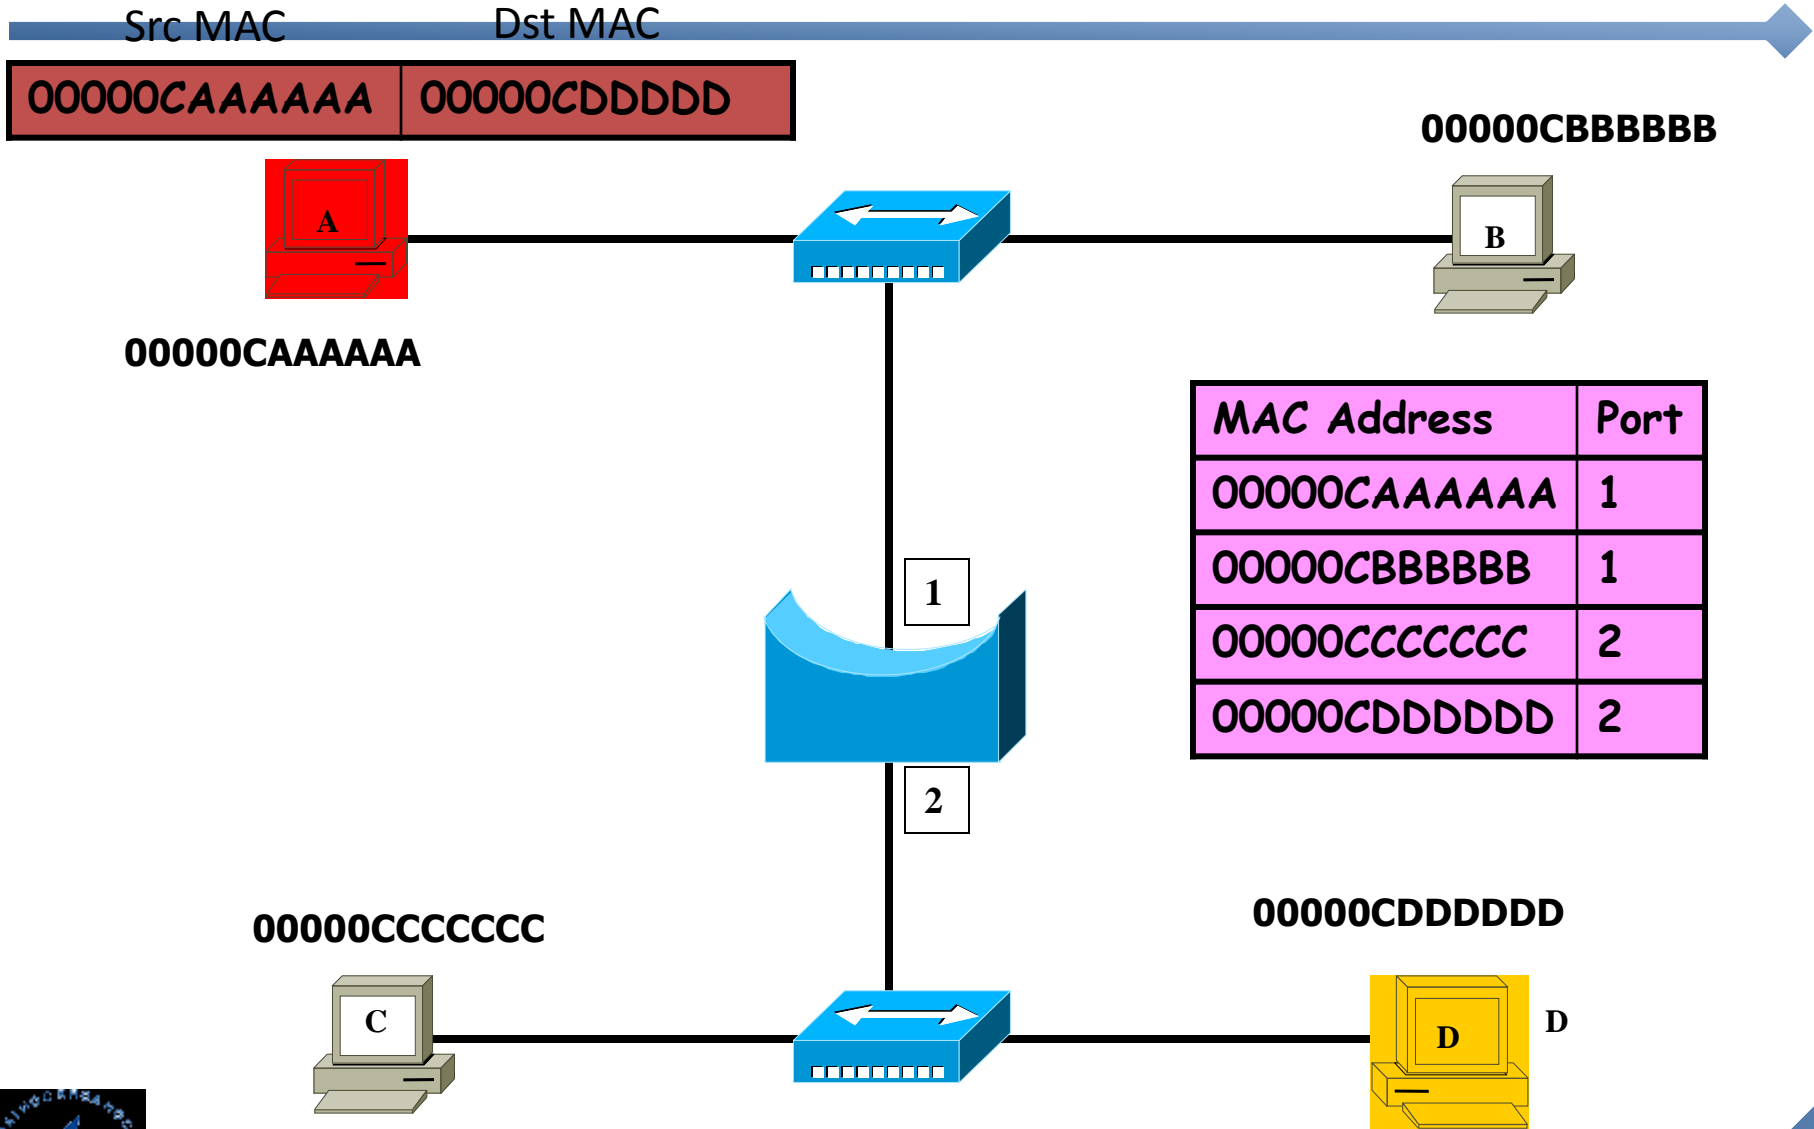 Src MAC Dst MAC
00000CAAAAAA 00000CDDDDD
00000CBBBBBB
A
B
00000CAAAAAA
MAC Address Port
00000CAAAAAA 1
00000CBBBBBB 1
00000CCCCCCC 2
00000CDDDDDD 2
1
2
00000CCCCCCC
00000CDDDDDD
C
D
D